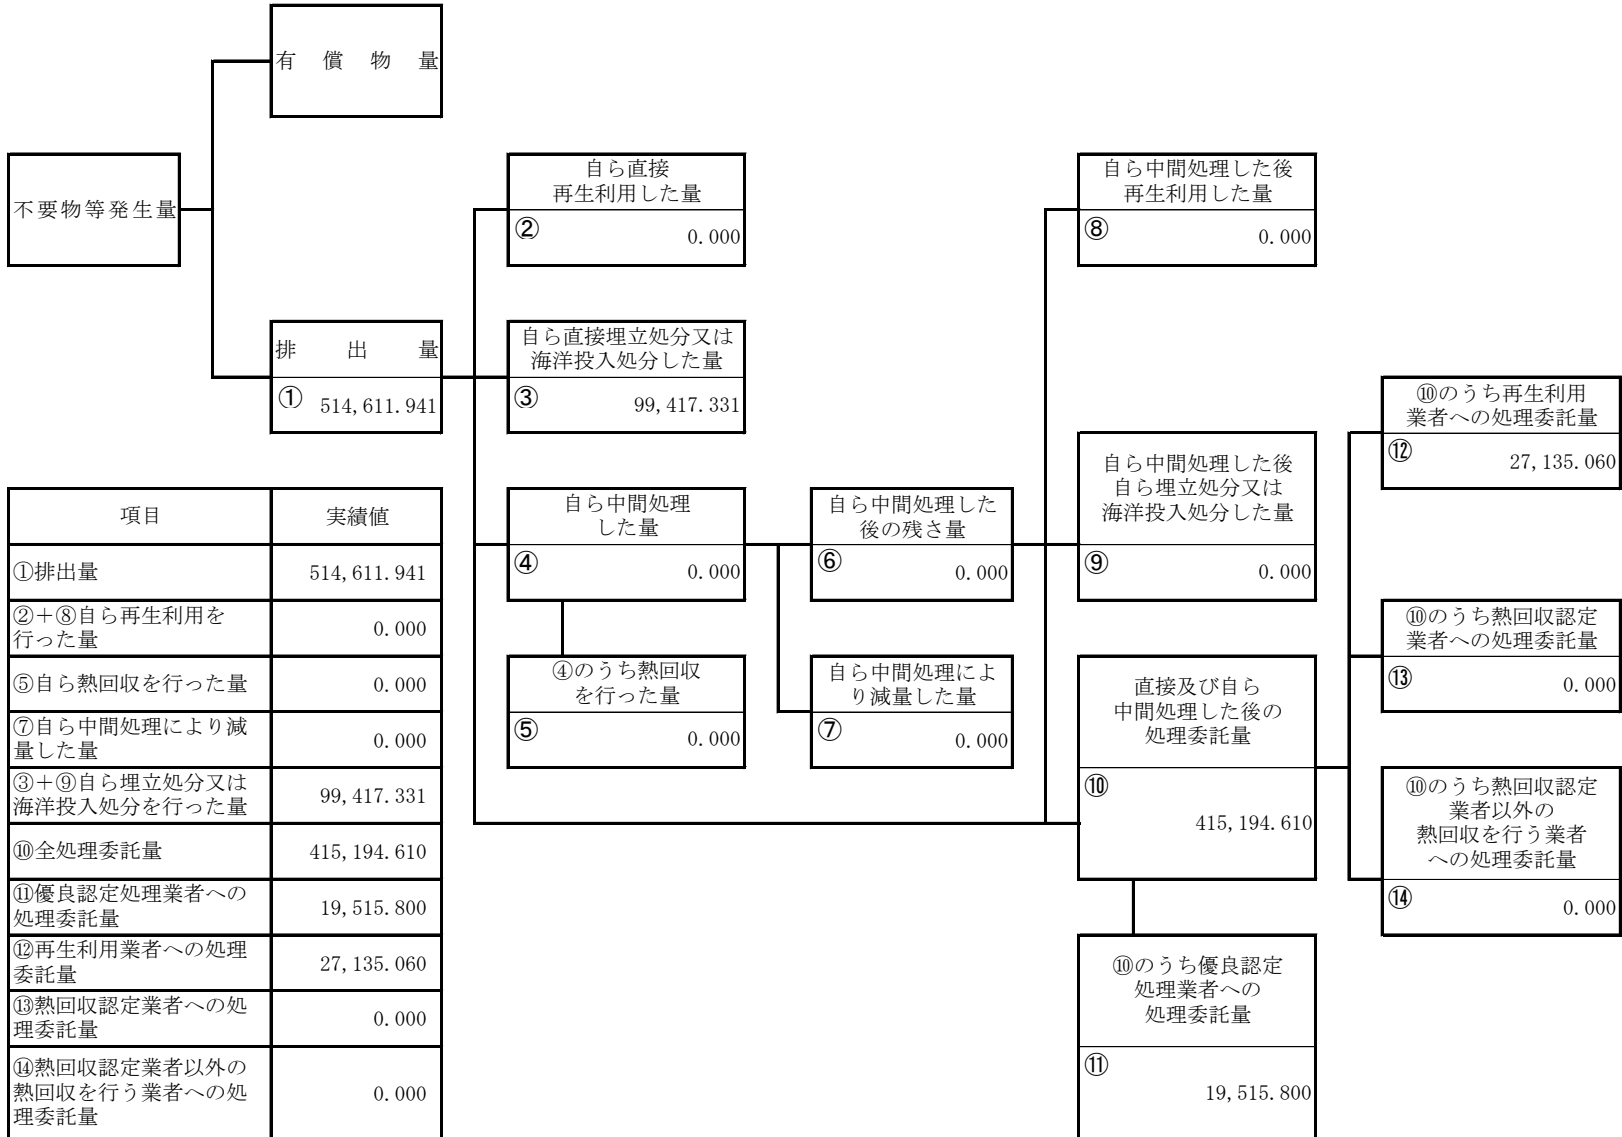 有償物量
不要物等発生量
排出量
① 514,611.941
自ら直接
再生利用した量
② 0.000
自ら直接埋立処分又は
海洋投入処分した量
③ 99,417.331
自ら中間処理
した量
④ 0.000
④のうち熱回収
を行った量
⑤ 0.000
自ら中間処理した
後の残さ量
⑥ 0.000
自ら中間処理によ
り減量した量
⑦ 0.000
自ら中間処理した後
再生利用した量
⑧ 0.000
自ら中間処理した後
自ら埋立処分又は
海洋投入処分した量
⑨ 0.000
直接及び自ら
中間処理した後の
処理委託量
⑩
415,194.610
⑩のうち優良認定
処理業者への
処理委託量
⑪
19,515.800
⑩のうち再生利用
業者への処理委託量
⑫ 27,135.060
⑩のうち熱回収認定
業者への処理委託量
⑬ 0.000
⑩のうち熱回収認定
業者以外の
熱回収を行う業者
への処理委託量
⑭ 0.000
項目 実績値
①排出量 514,611.941
②+⑧自ら再生利用を
行った量 0.000
⑤自ら熱回収を行った量 0.000
⑦自ら中間処理により減
量した量 0.000
③+⑨自ら埋立処分又は
海洋投入処分を行った量 99,417.331
⑩全処理委託量 415,194.610
⑪優良認定処理業者への
処理委託量 19,515.800
⑫再生利用業者への処理
委託量 27,135.060
⑬熱回収認定業者への処
理委託量 0.000
⑭熱回収認定業者以外の
熱回収を行う業者への処
理委託量 0.000